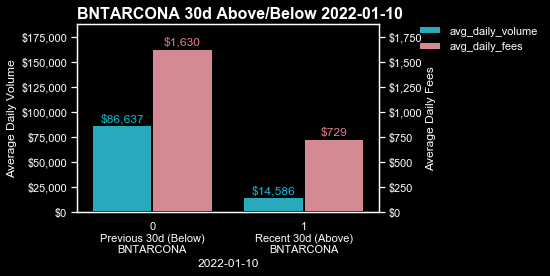 BNTARCONA 30d Above/Below 2022-01-10
avg_daily_volume
avg_daily_fees
Average Daily Volume
$175,000
$150,000
$125,000
$100,000
$75,000
$50,000
$25,000
$0
$86,637
$1,630
$14,586
$729
$1,750
$1,500
$1,250
$1,000
$750
$500
$250
$0
Average Daily Fees
0
Previous 30d (Below)
BNTARCONA
1
Recent 30d (Above)
BNTARCONA
2022-01-10